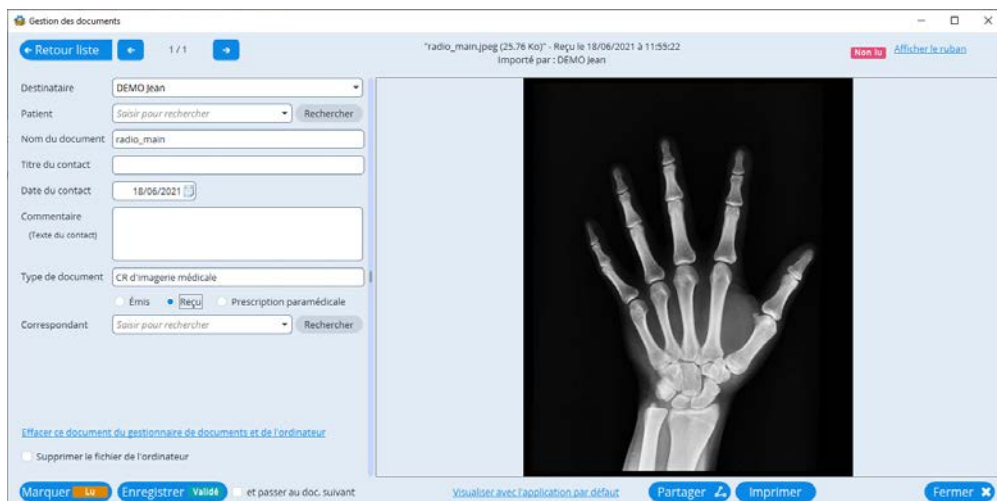 Gestion des documents
Retour liste
1/1
"radio_main.jpeg (25.76 Ko)" - Reçu le 18/06/2021 à 11:55:22
Importé par : DEMO Jean
Non lu
Afficher le ruban
Destinataire
DEMO Jean
Patient
Saisir pour rechercher
Rechercher
Nom du document
radio_main
Titre du contact
Date du contact
18/06/2021
Commentaire
(Texte du contact)
Type de document
CR d'imagerie médicale
Émis
Reçu
Prescription paramédicale
Correspondant
Saisir pour rechercher
Rechercher
Effacer ce document du gestionnaire de documents et de l'ordinateur
Supprimer le fichier de l'ordinateur
Marquer Lu
Enregistrer Validé
et passer au doc. suivant
Visualiser avec l'application par défaut
Partager
Imprimer
Fermer